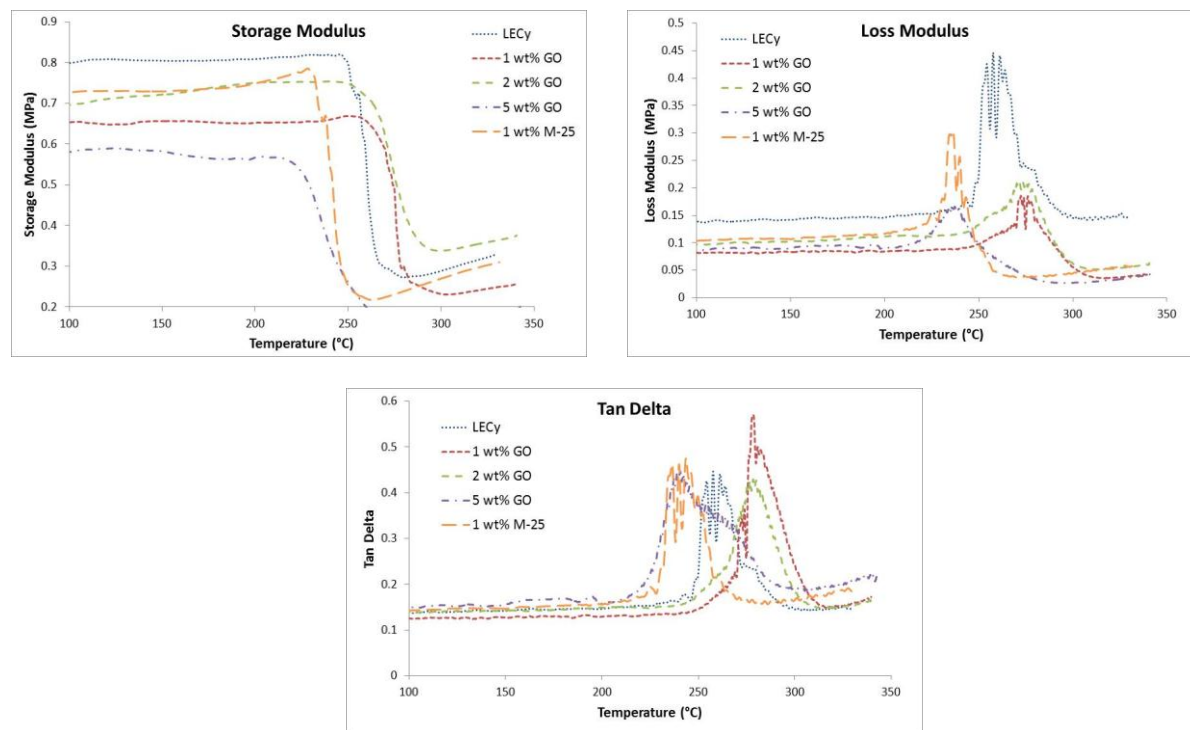 Storage Modulus
LECy
1 wt% GO
2 wt% GO
5 wt% GO
1 wt% M-25
Storage Modulus (MPa)
0.9
0.8
0.7
0.6
0.5
0.4
0.3
0.2
100 150 200 250 300 350
Temperature (°C)
Loss Modulus
LECy
1 wt% GO
2 wt% GO
5 wt% GO
1 wt% M-25
Loss Modulus (MPa)
0.5
0.45
0.4
0.35
0.3
0.25
0.2
0.15
0.1
0.05
0
100 150 200 250 300 350
Temperature (°C)
Tan Delta
LECy
1 wt% GO
2 wt% GO
5 wt% GO
1 wt% M-25
Tan Delta
0.6
0.5
0.4
0.3
0.2
0.1
0
100 150 200 250 300 350
Temperature (°C)